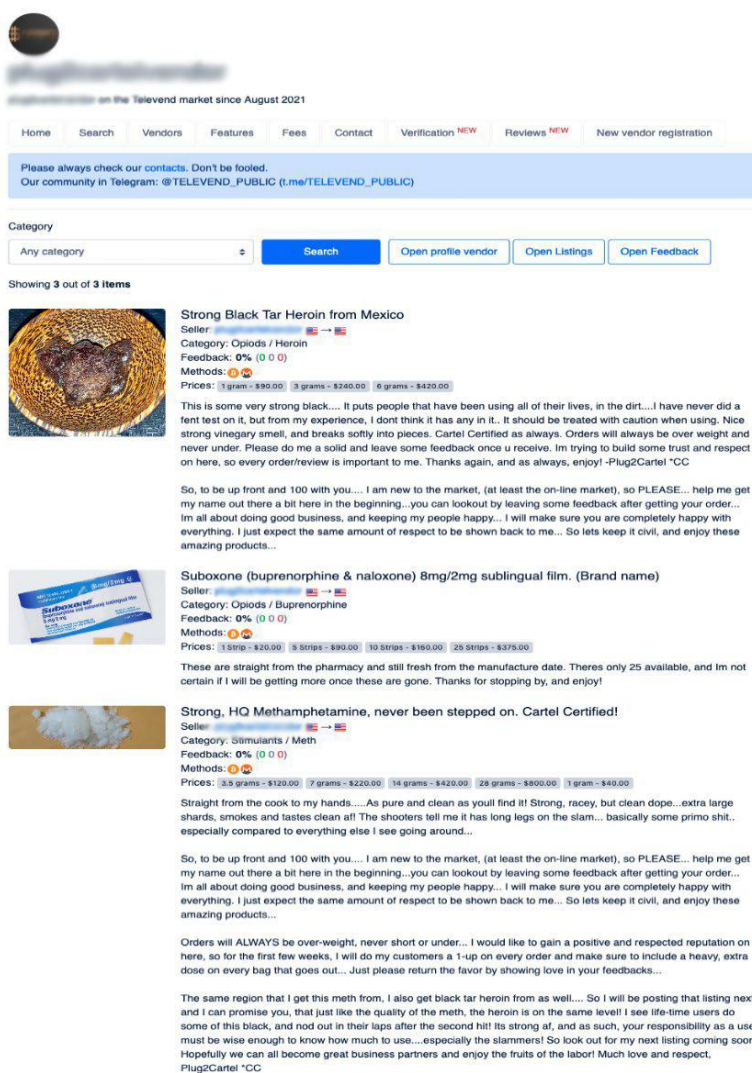 on the Televend market since August 2021
Home Search Vendors Features Fees Contact Verification NEW Reviews NEW New vendor registration
Please always check our contacts. Don't be fooled.
Our community in Telegram: @TELEVEND_PUBLIC (t.me/TELEVEND_PUBLIC)
Category
Any category Search Open profile vendor Open Listings Open Feedback
Showing 3 out of 3 items
Strong Black Tar Heroin from Mexico
Seller: →
Category: Opiods / Heroin
Feedback: 0% (0 0 0)
Methods:
Prices: 1 gram - $90.00 3 grams - $240.00 6 grams - $420.00
This is some very strong black.... It puts people that have been using all of their lives, in the dirt....I have never did a
fent test on it, but from my experience, I dont think it has any in it.. It should be treated with caution when using. Nice
strong vinegary smell, and breaks softly into pieces. Cartel Certified as always. Orders will always be over weight and
never under. Please do me a solid and leave some feedback once u receive. Im trying to build some trust and respect
on here, so every order/review is important to me. Thanks again, and as always, enjoy! -Plug2Cartel *CC
So, to be up front and 100 with you.... I am new to the market, (at least the on-line market), so PLEASE... help me get
my name out there a bit here in the beginning...you can lookout by leaving some feedback after getting your order...
Im all about doing good business, and keeping my people happy... I will make sure you are completely happy with
everything. I just expect the same amount of respect to be shown back to me... So lets keep it civil, and enjoy these
amazing products...
Suboxone
Suboxone (buprenorphine & naloxone) 8mg/2mg sublingual film. (Brand name)
Seller: →
Category: Opiods / Buprenorphine
Feedback: 0% (0 0 0)
Methods:
Prices: 1 Strip - $20.00 5 Strips - $90.00 10 Strips - $160.00 25 Strips - $375.00
These are straight from the pharmacy and still fresh from the manufacture date. Theres only 25 available, and Im not
certain if I will be getting more once these are gone. Thanks for stopping by, and enjoy!
Strong, HQ Methamphetamine, never been stepped on. Cartel Certified!
Seller →
Category: Stimulants / Meth
Feedback: 0% (0 0 0)
Methods:
Prices: 3.5 grams - $120.00 7 grams - $220.00 14 grams - $420.00 28 grams - $800.00 1 gram - $40.00
Straight from the cook to my hands.....As pure and clean as youll find it! Strong, racey, but clean dope...extra large
shards, smokes and tastes clean af! The shooters tell me it has long legs on the slam... basically some primo shit..
especially compared to everything else I see going around...
So, to be up front and 100 with you.... I am new to the market, (at least the on-line market), so PLEASE... help me get
my name out there a bit here in the beginning...you can lookout by leaving some feedback after getting your order...
Im all about doing good business, and keeping my people happy... I will make sure you are completely happy with
everything. I just expect the same amount of respect to be shown back to me... So lets keep it civil, and enjoy these
amazing products...
Orders will ALWAYS be over-weight, never short or under... I would like to gain a positive and respected reputation on
here, so for the first few weeks, I will do my customers a 1-up on every order and make sure to include a heavy, extra
dose on every bag that goes out... Just please return the favor by showing love in your feedbacks...
The same region that I get this meth from, I also get black tar heroin from as well.... So I will be posting that listing next
and I can promise you, that just like the quality of the meth, the heroin is on the same level! I see life-time users do
some of this black, and nod out in their laps after the second hit! Its strong af, and as such, your responsibility as a use
must be wise enough to know how much to use....especially the slammers! So look out for my next listing coming soon
Hopefully we can all become great business partners and enjoy the fruits of the labor! Much love and respect,
Plug2Cartel *CC